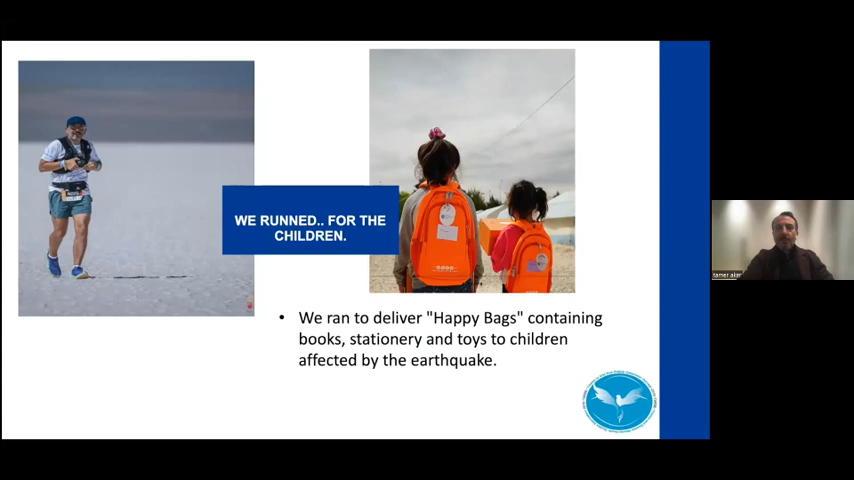 WE RUNNED.. FOR THE
CHILDREN.
• We ran to deliver "Happy Bags" containing
books, stationery and toys to children
affected by the earthquake.